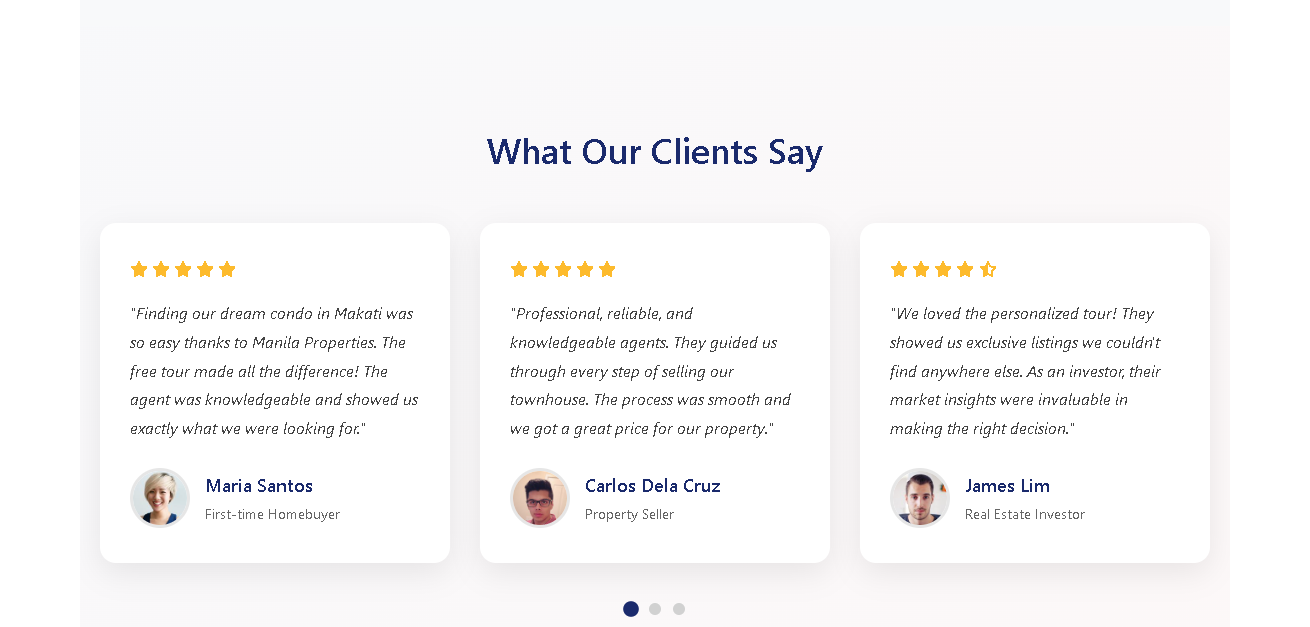 What Our Clients Say
"Finding our dream condo in Makati was
so easy thanks to Manila Properties. The
free tour made all the difference! The
agent was knowledgeable and showed us
exactly what we were looking for."
Maria Santos
First-time Homebuyer
"Professional, reliable, and
knowledgeable agents. They guided us
through every step of selling our
townhouse. The process was smooth and
we got a great price for our property."
Carlos Dela Cruz
Property Seller
"We loved the personalized tour! They
showed us exclusive listings we couldn't
find anywhere else. As an investor, their
market insights were invaluable in
making the right decision."
James Lim
Real Estate Investor